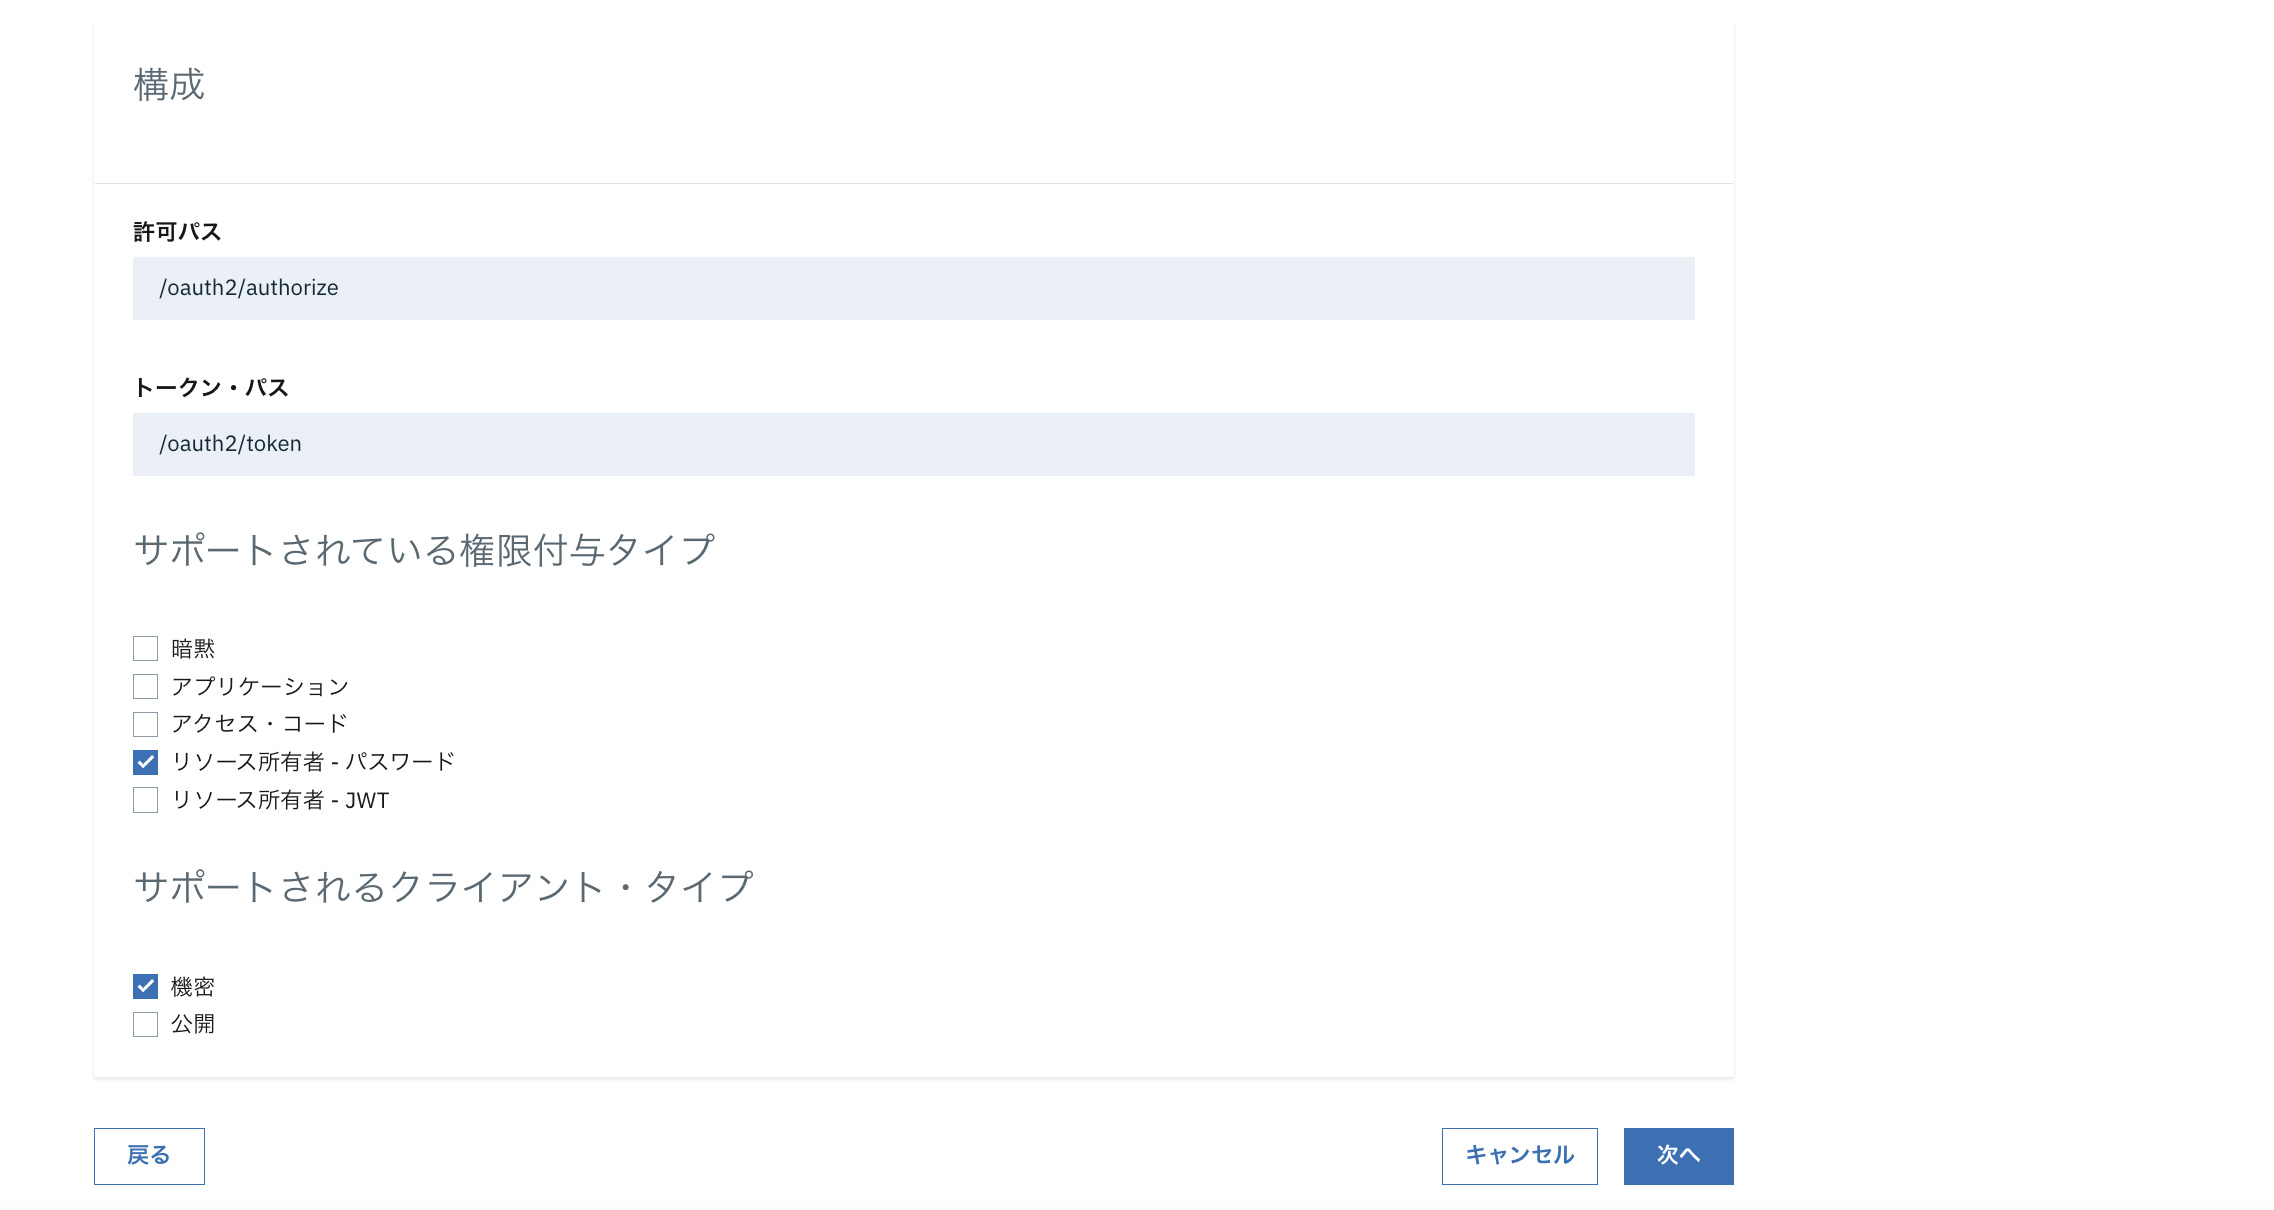 構成
許可パス
/oauth2/authorize
トークン・パス
/oauth2/token
サポートされている権限付与タイプ
暗黙
アプリケーション
アクセス・コード
リソース所有者 - パスワード
リソース所有者 - JWT
サポートされるクライアント・タイプ
機密
公開
戻る
キャンセル
次へ